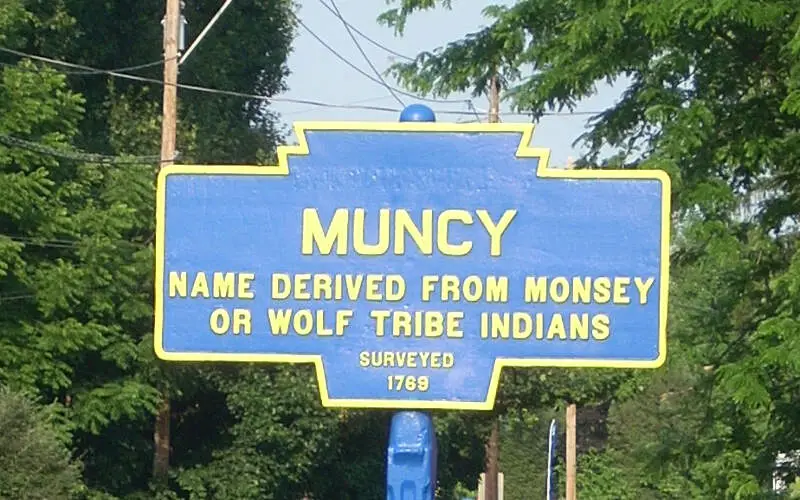 MUNCY
NAME DERIVED FROM MONSEY
OR WOLF TRIBE INDIANS
SURVEYED
1769